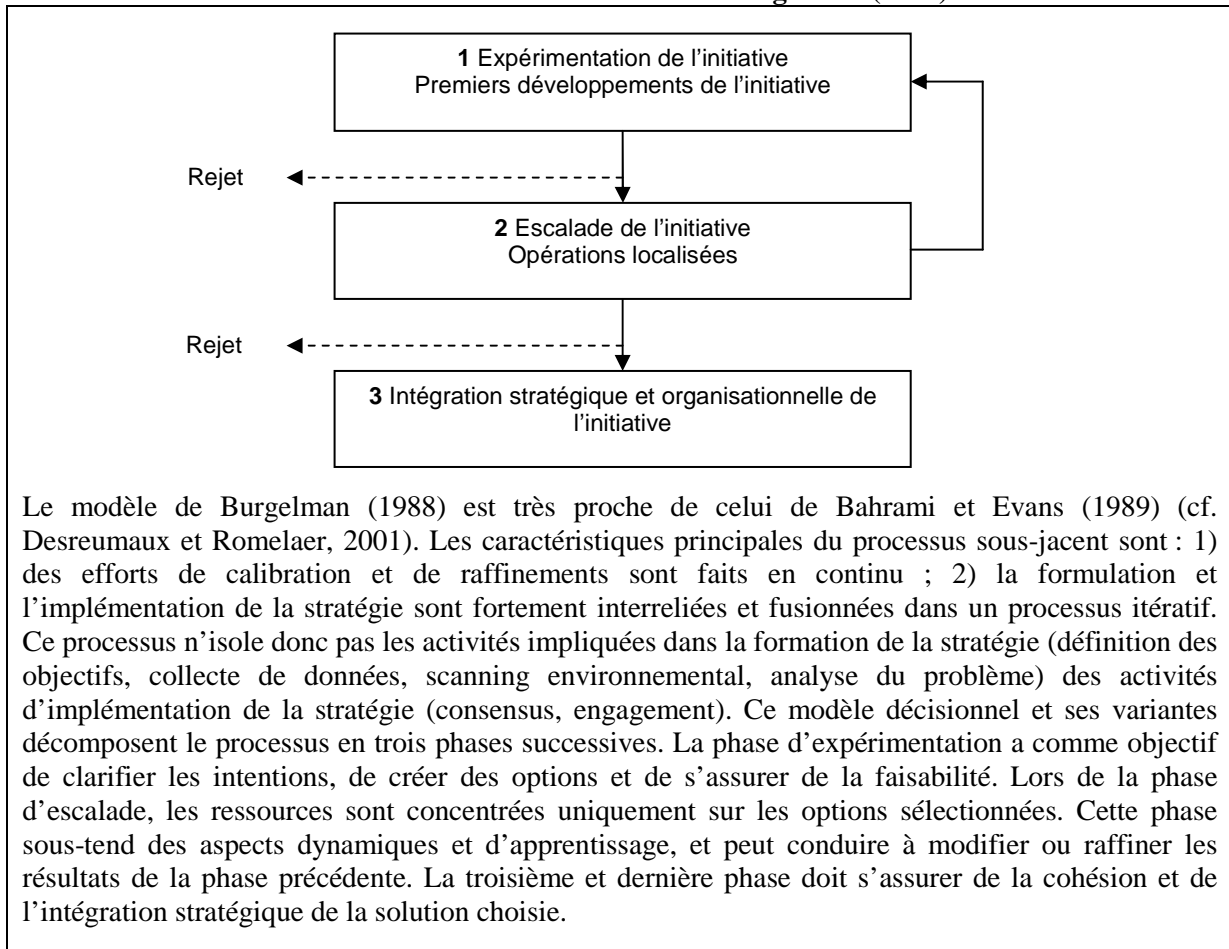 1 Expérimentation de l’initiative
Premiers développements de l’initiative
Rejet
2 Escalade de l’initiative
Opérations localisées
Rejet
3 Intégration stratégique et organisationnelle de
l’initiative
Le modèle de Burgelman (1988) est très proche de celui de Bahrami et Evans (1989) (cf.
Desreumaux et Romelaer, 2001). Les caractéristiques principales du processus sous-jacent sont : 1)
des efforts de calibration et de raffinements sont faits en continu ; 2) la formulation et
l’implémentation de la stratégie sont fortement interreliées et fusionnées dans un processus itératif.
Ce processus n’isole donc pas les activités impliquées dans la formation de la stratégie (définition des
objectifs, collecte de données, scanning environnemental, analyse du problème) des activités
d’implémentation de la stratégie (consensus, engagement). Ce modèle décisionnel et ses variantes
décomposent le processus en trois phases successives. La phase d’expérimentation a comme objectif
de clarifier les intentions, de créer des options et de s’assurer de la faisabilité. Lors de la phase
d’escalade, les ressources sont concentrées uniquement sur les options sélectionnées. Cette phase
sous-tend des aspects dynamiques et d’apprentissage, et peut conduire à modifier ou raffiner les
résultats de la phase précédente. La troisième et dernière phase doit s’assurer de la cohésion et de
l’intégration stratégique de la solution choisie.